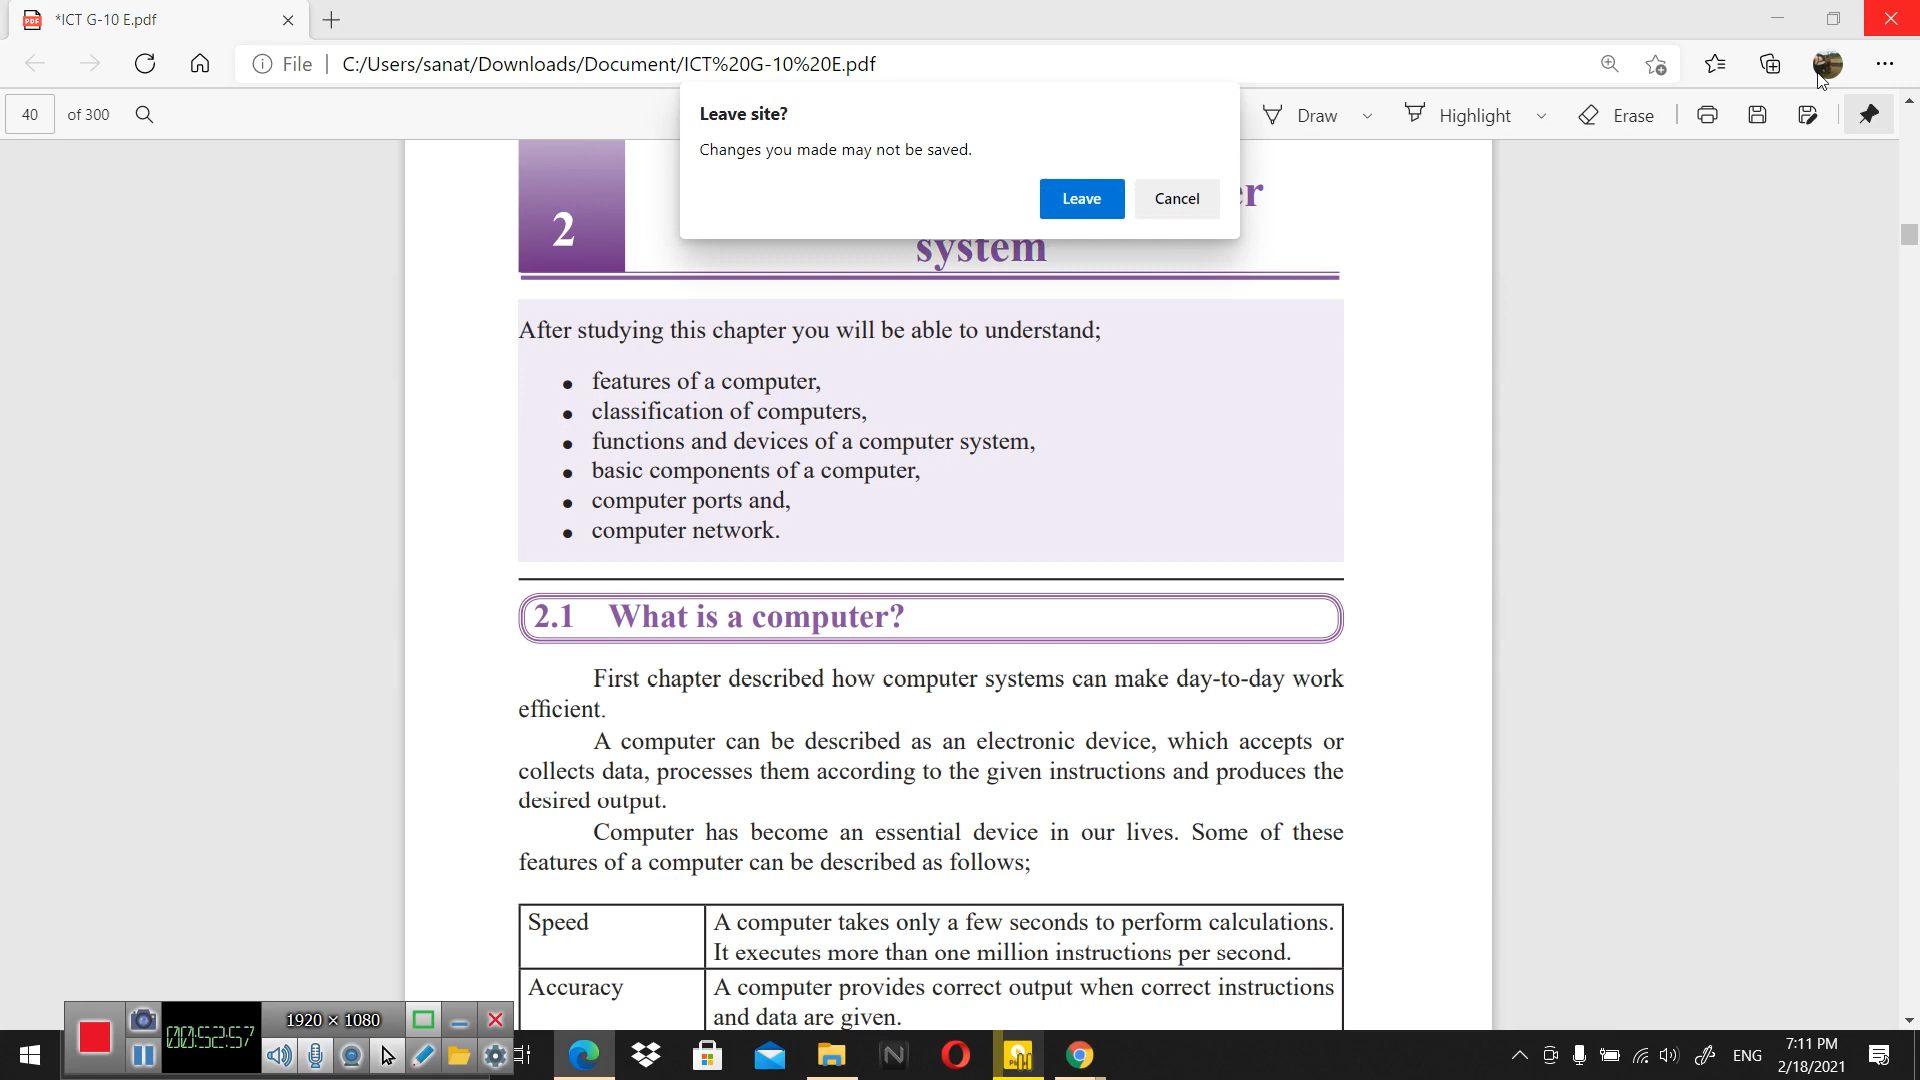 *ICT G-10 E.pdf
File
C:/Users/sanat/Downloads/Document/ICT%20G-10%20E.pdf
40 of 300
Draw
Highlight
Erase
Leave site?
Changes you made may not be saved.
Leave
Cancel
2
system
After studying this chapter you will be able to understand;
• features of a computer,
• classification of computers,
• functions and devices of a computer system,
• basic components of a computer,
• computer ports and,
• computer network.
2.1 What is a computer?
First chapter described how computer systems can make day-to-day work
efficient.
A computer can be described as an electronic device, which accepts or
collects data, processes them according to the given instructions and produces the
desired output.
Computer has become an essential device in our lives. Some of these
features of a computer can be described as follows;
Speed
A computer takes only a few seconds to perform calculations.
It executes more than one million instructions per second.
Accuracy
A computer provides correct output when correct instructions
and data are given.
1920 × 1080
000:52:57
ENG
7:11 PM
2/18/2021